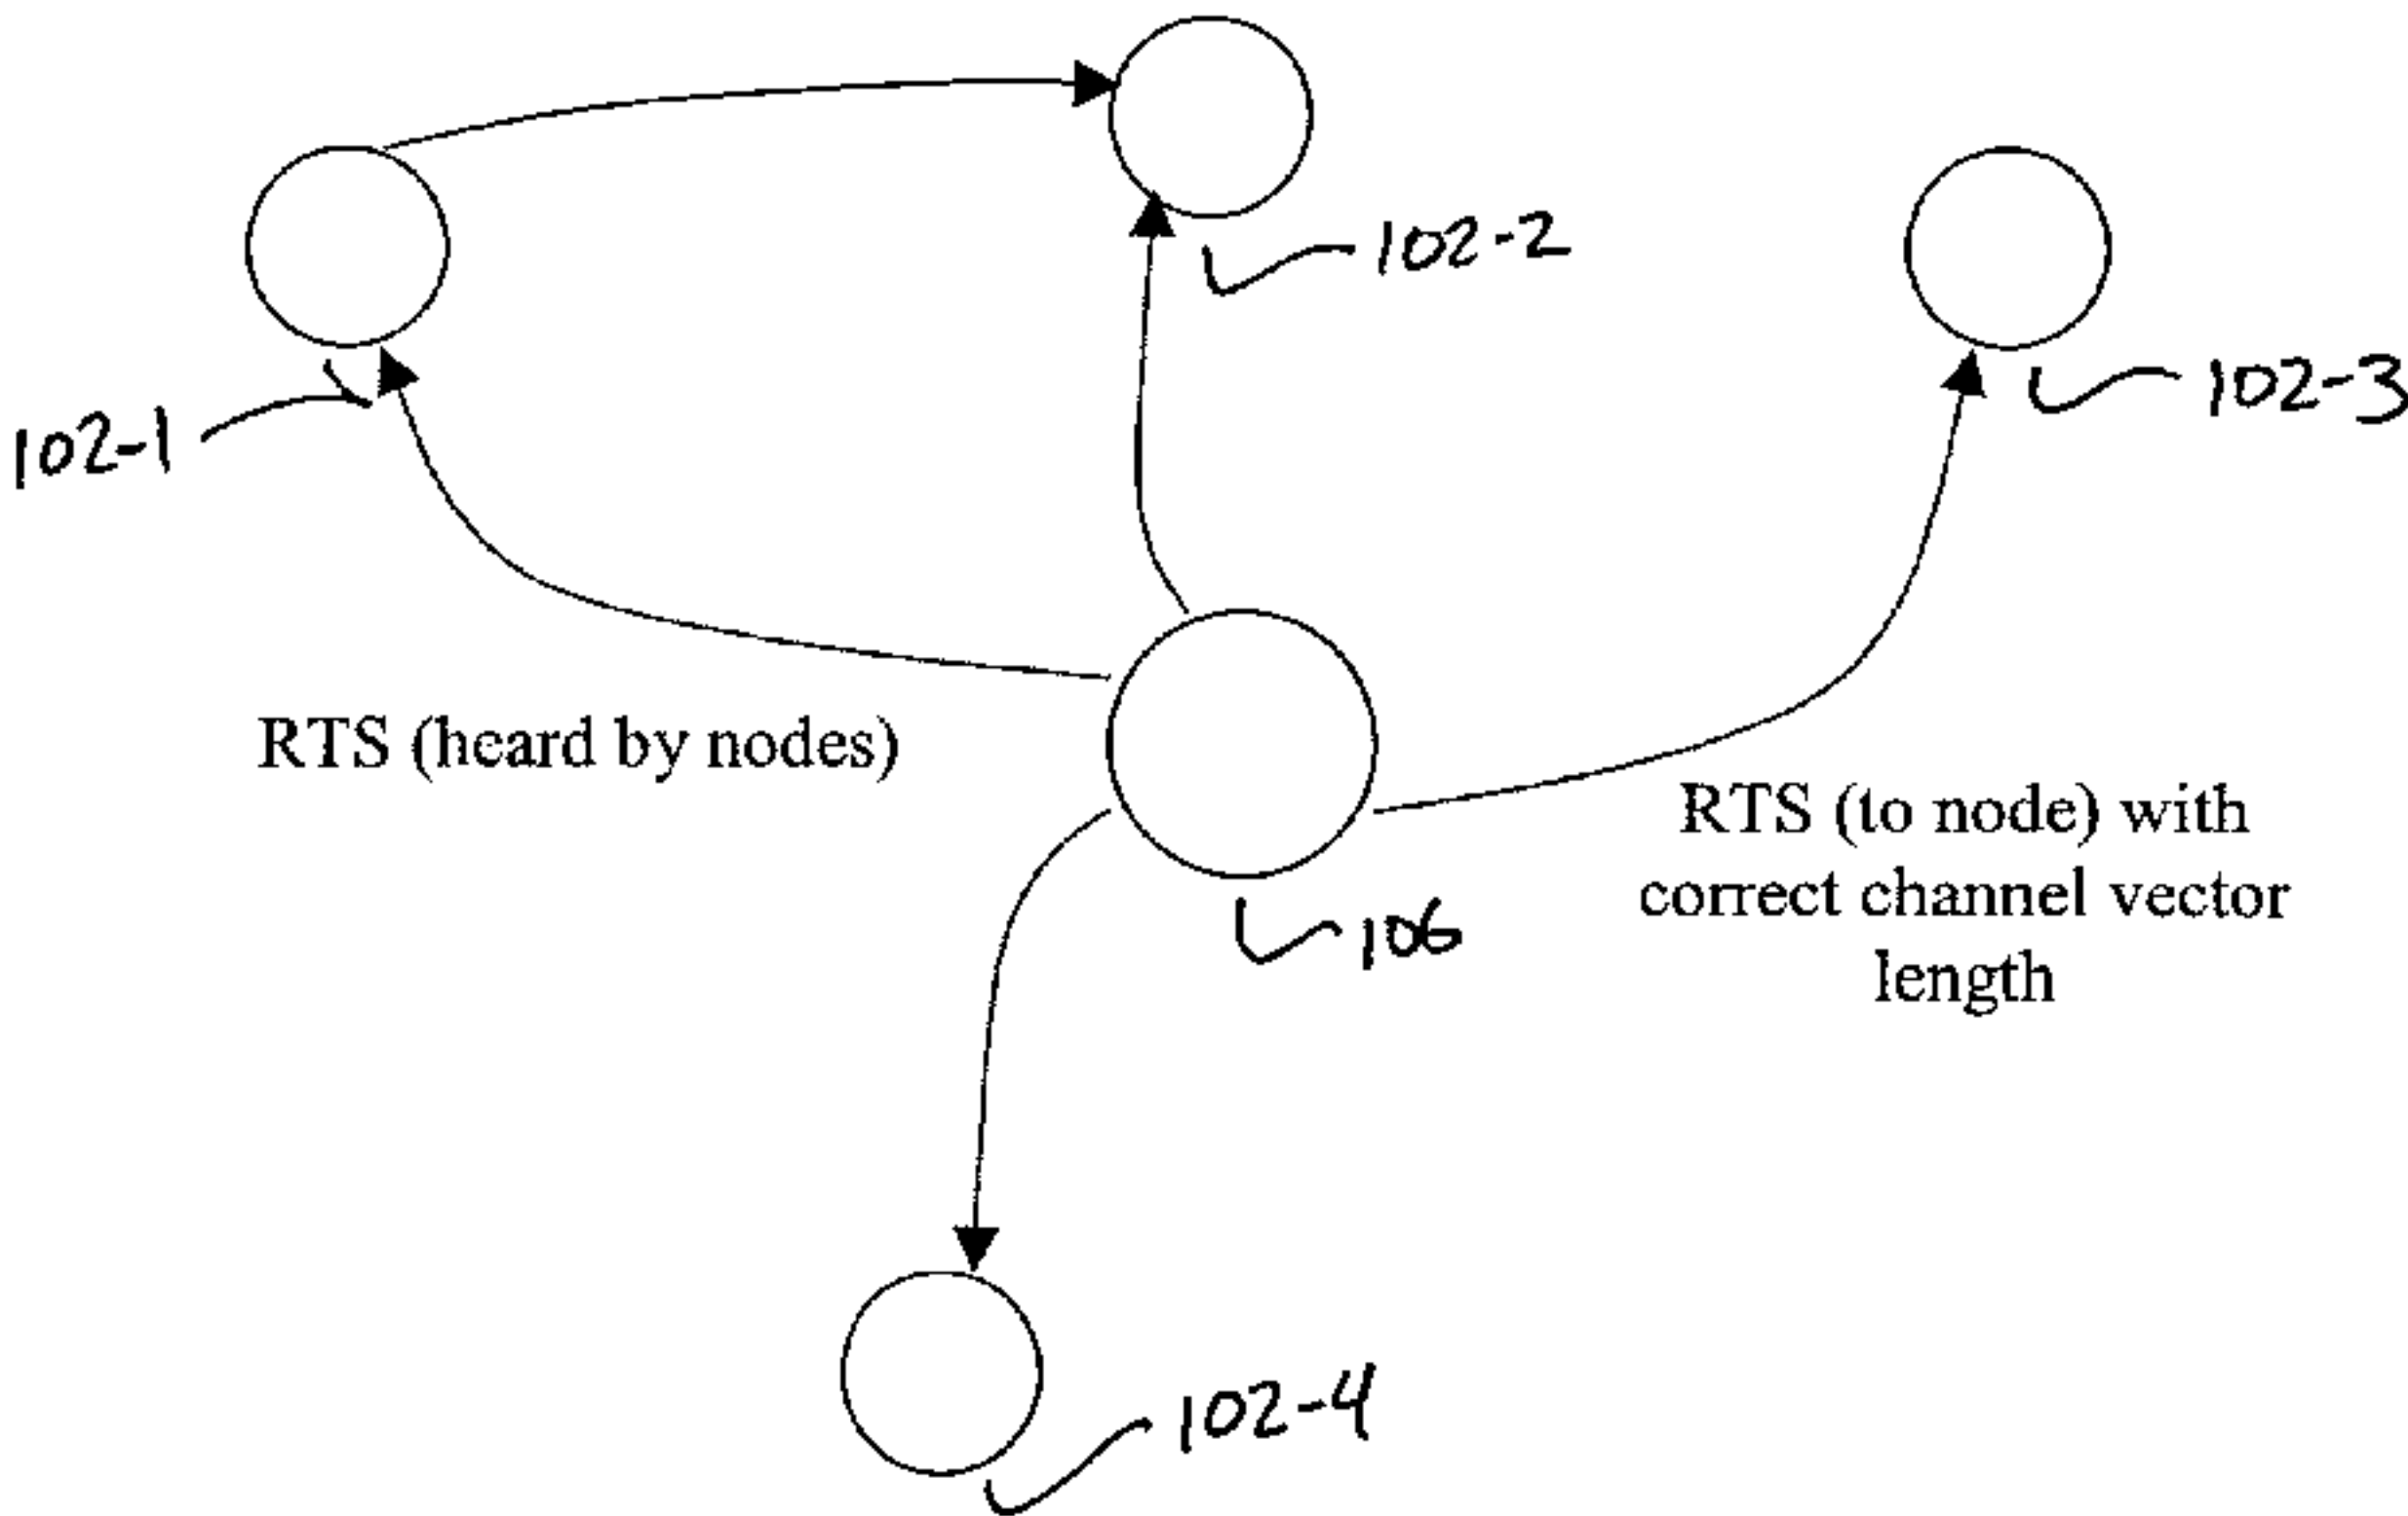 102-2
102-3
102-1
RTS (heard by nodes)
RTS (to node) with
correct channel vector
length
106
102-4